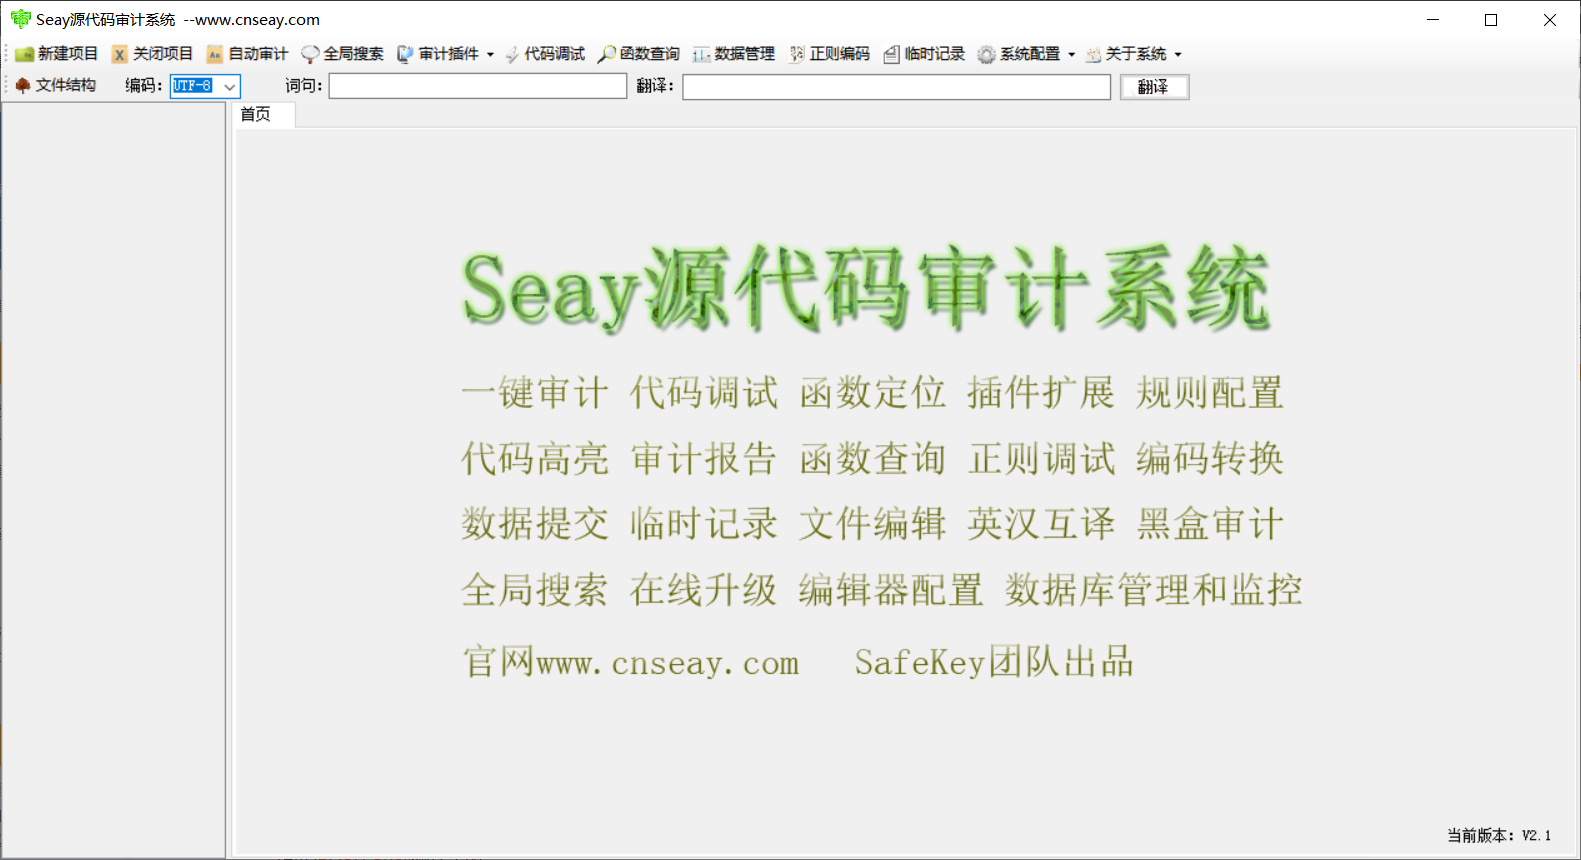 Seay源代码审计系统 --www.cnseay.com
新建项目 关闭项目 自动审计 全局搜索 审计插件 代码调试 函数查询 数据管理 正则编码 临时记录 系统配置 关于系统
文件结构 编码: UTF-8 词句: 翻译: 翻译
首页
Seay源代码审计系统
一键审计 代码调试 函数定位 插件扩展 规则配置
代码高亮 审计报告 函数查询 正则调试 编码转换
数据提交 临时记录 文件编辑 英汉互译 黑盒审计
全局搜索 在线升级 编辑器配置 数据库管理和监控
官网www.cnseay.com SafeKey团队出品
当前版本: V2.1